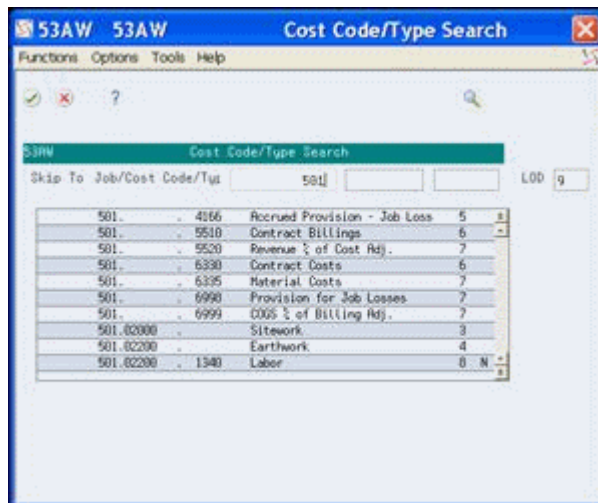 53AW 53AW Cost Code/Type Search
Functions Options Tools Help
?
53AW Cost Code/Type Search
Skip To Job/Cost Code/Typ 501 LOD 9
501. . 4166 Accrued Provision - Job Loss 5
501. . 5510 Contract Billings 6
501. . 5520 Revenue % of Cost Adj. 7
501. . 6330 Contract Costs 6
501. . 6335 Material Costs 7
501. . 6998 Provision for Job Losses 7
501. . 6999 COGS % of Billing Adj. 7
501.02000 . Sitework 3
501.02200 . Earthwork 4
501.02200 . 1340 Labor 8 N